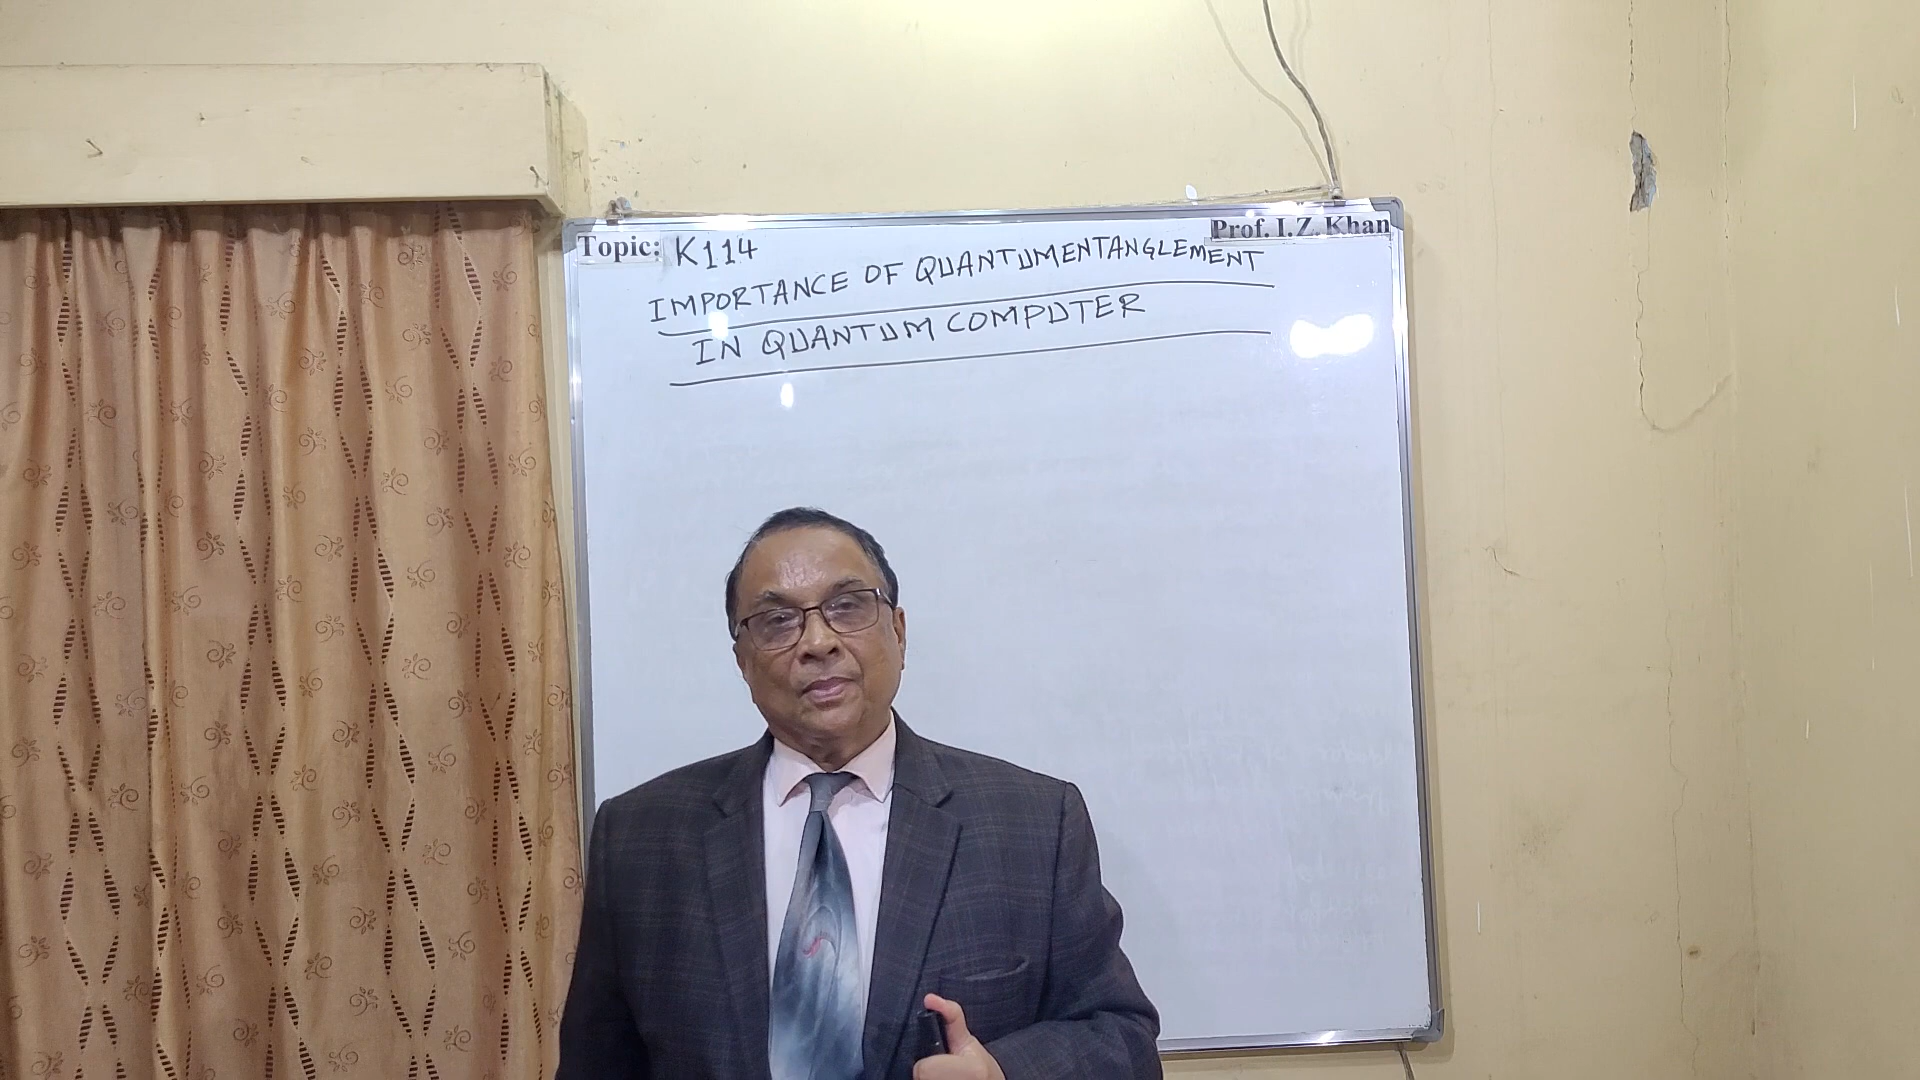 Topic: K114
Prof. I. Z. Khan
IMPORTANCE OF QUANTUMENTANGLEMENT
IN QUANTUM COMPUTER